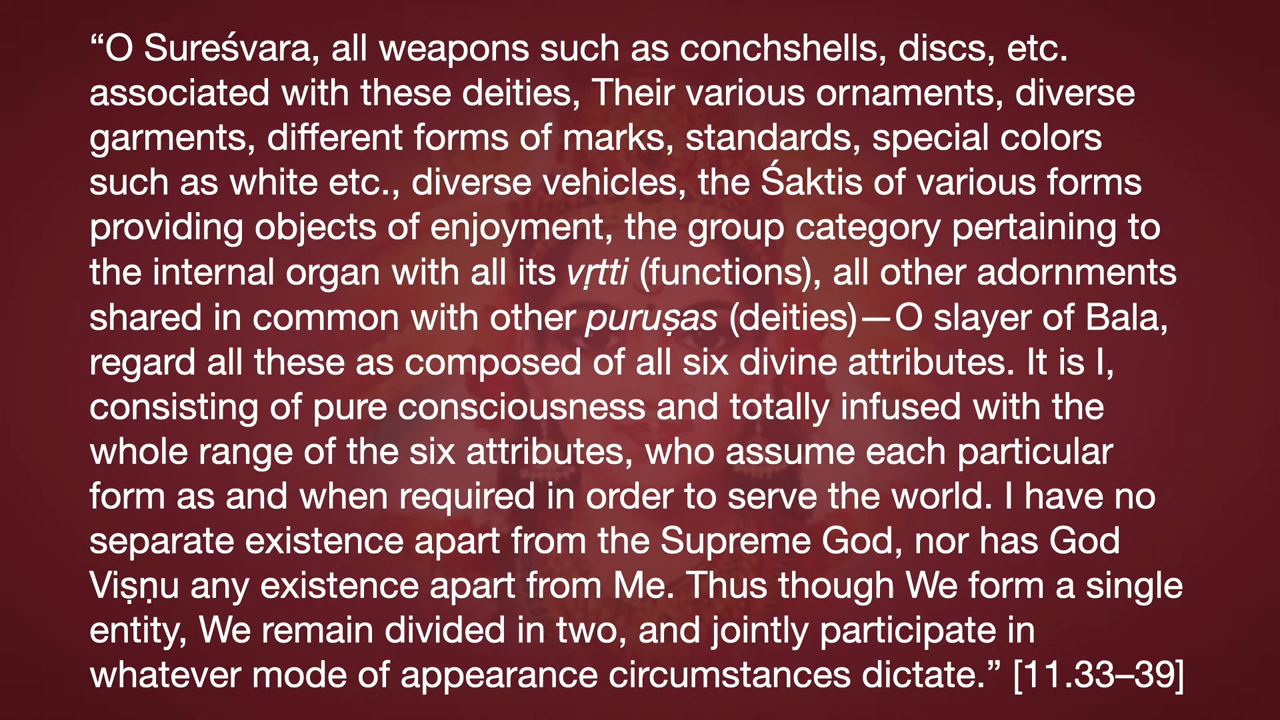 “O Sureśvara, all weapons such as conchshells, discs, etc.
associated with these deities, Their various ornaments, diverse
garments, different forms of marks, standards, special colors
such as white etc., diverse vehicles, the Śaktis of various forms
providing objects of enjoyment, the group category pertaining to
the internal organ with all its vṛtti (functions), all other adornments
shared in common with other puruṣas (deities)—O slayer of Bala,
regard all these as composed of all six divine attributes. It is I,
consisting of pure consciousness and totally infused with the
whole range of the six attributes, who assume each particular
form as and when required in order to serve the world. I have no
separate existence apart from the Supreme God, nor has God
Viṣṇu any existence apart from Me. Thus though We form a single
entity, We remain divided in two, and jointly participate in
whatever mode of appearance circumstances dictate.” [11.33–39]